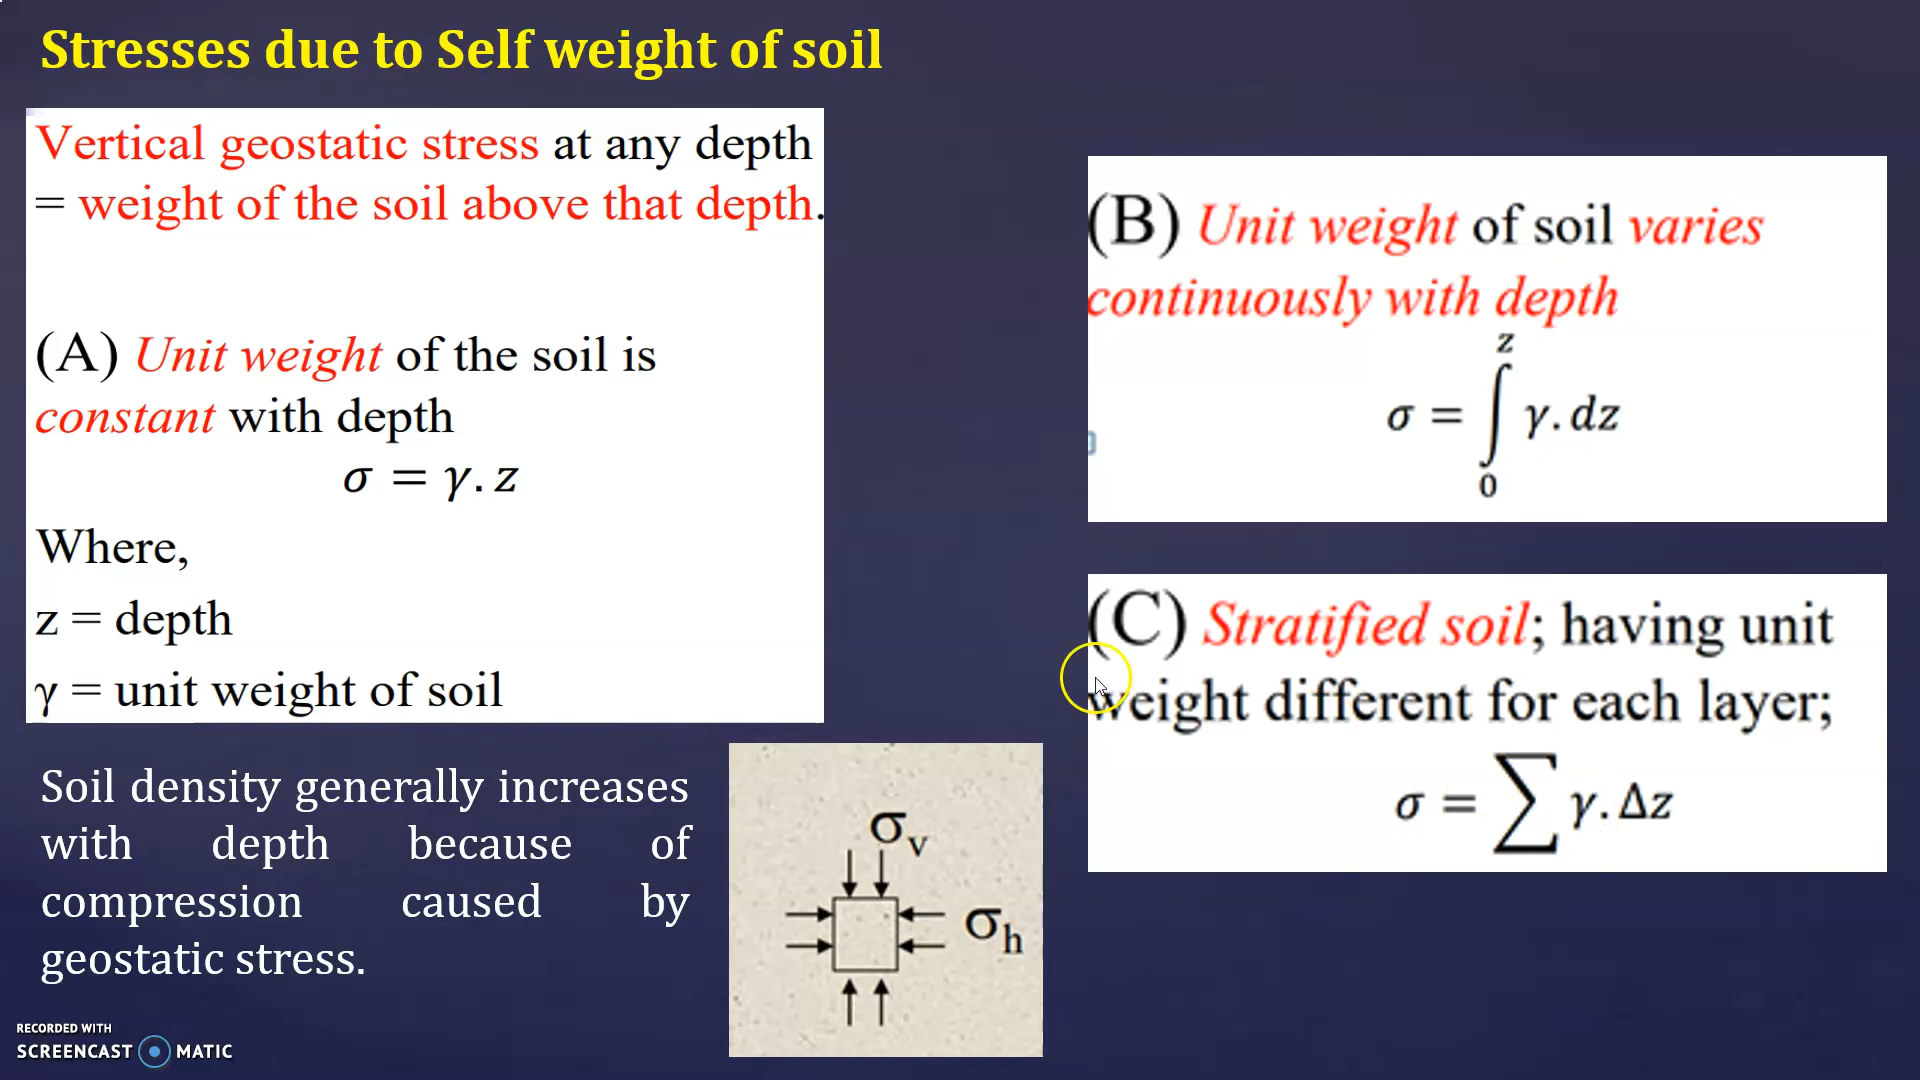 Stresses due to Self weight of soil
Vertical geostatic stress at any depth
= weight of the soil above that depth.
(A) Unit weight of the soil is
constant with depth
σ = γ. z
Where,
z = depth
γ = unit weight of soil
Soil density generally increases
with depth because of
compression caused by
geostatic stress.
σv
σh
(B) Unit weight of soil varies
continuously with depth
z
σ = ∫ γ. dz
0
(C) Stratified soil; having unit
weight different for each layer;
σ = ∑ γ. Δz
RECORDED WITH
SCREENCAST MATIC